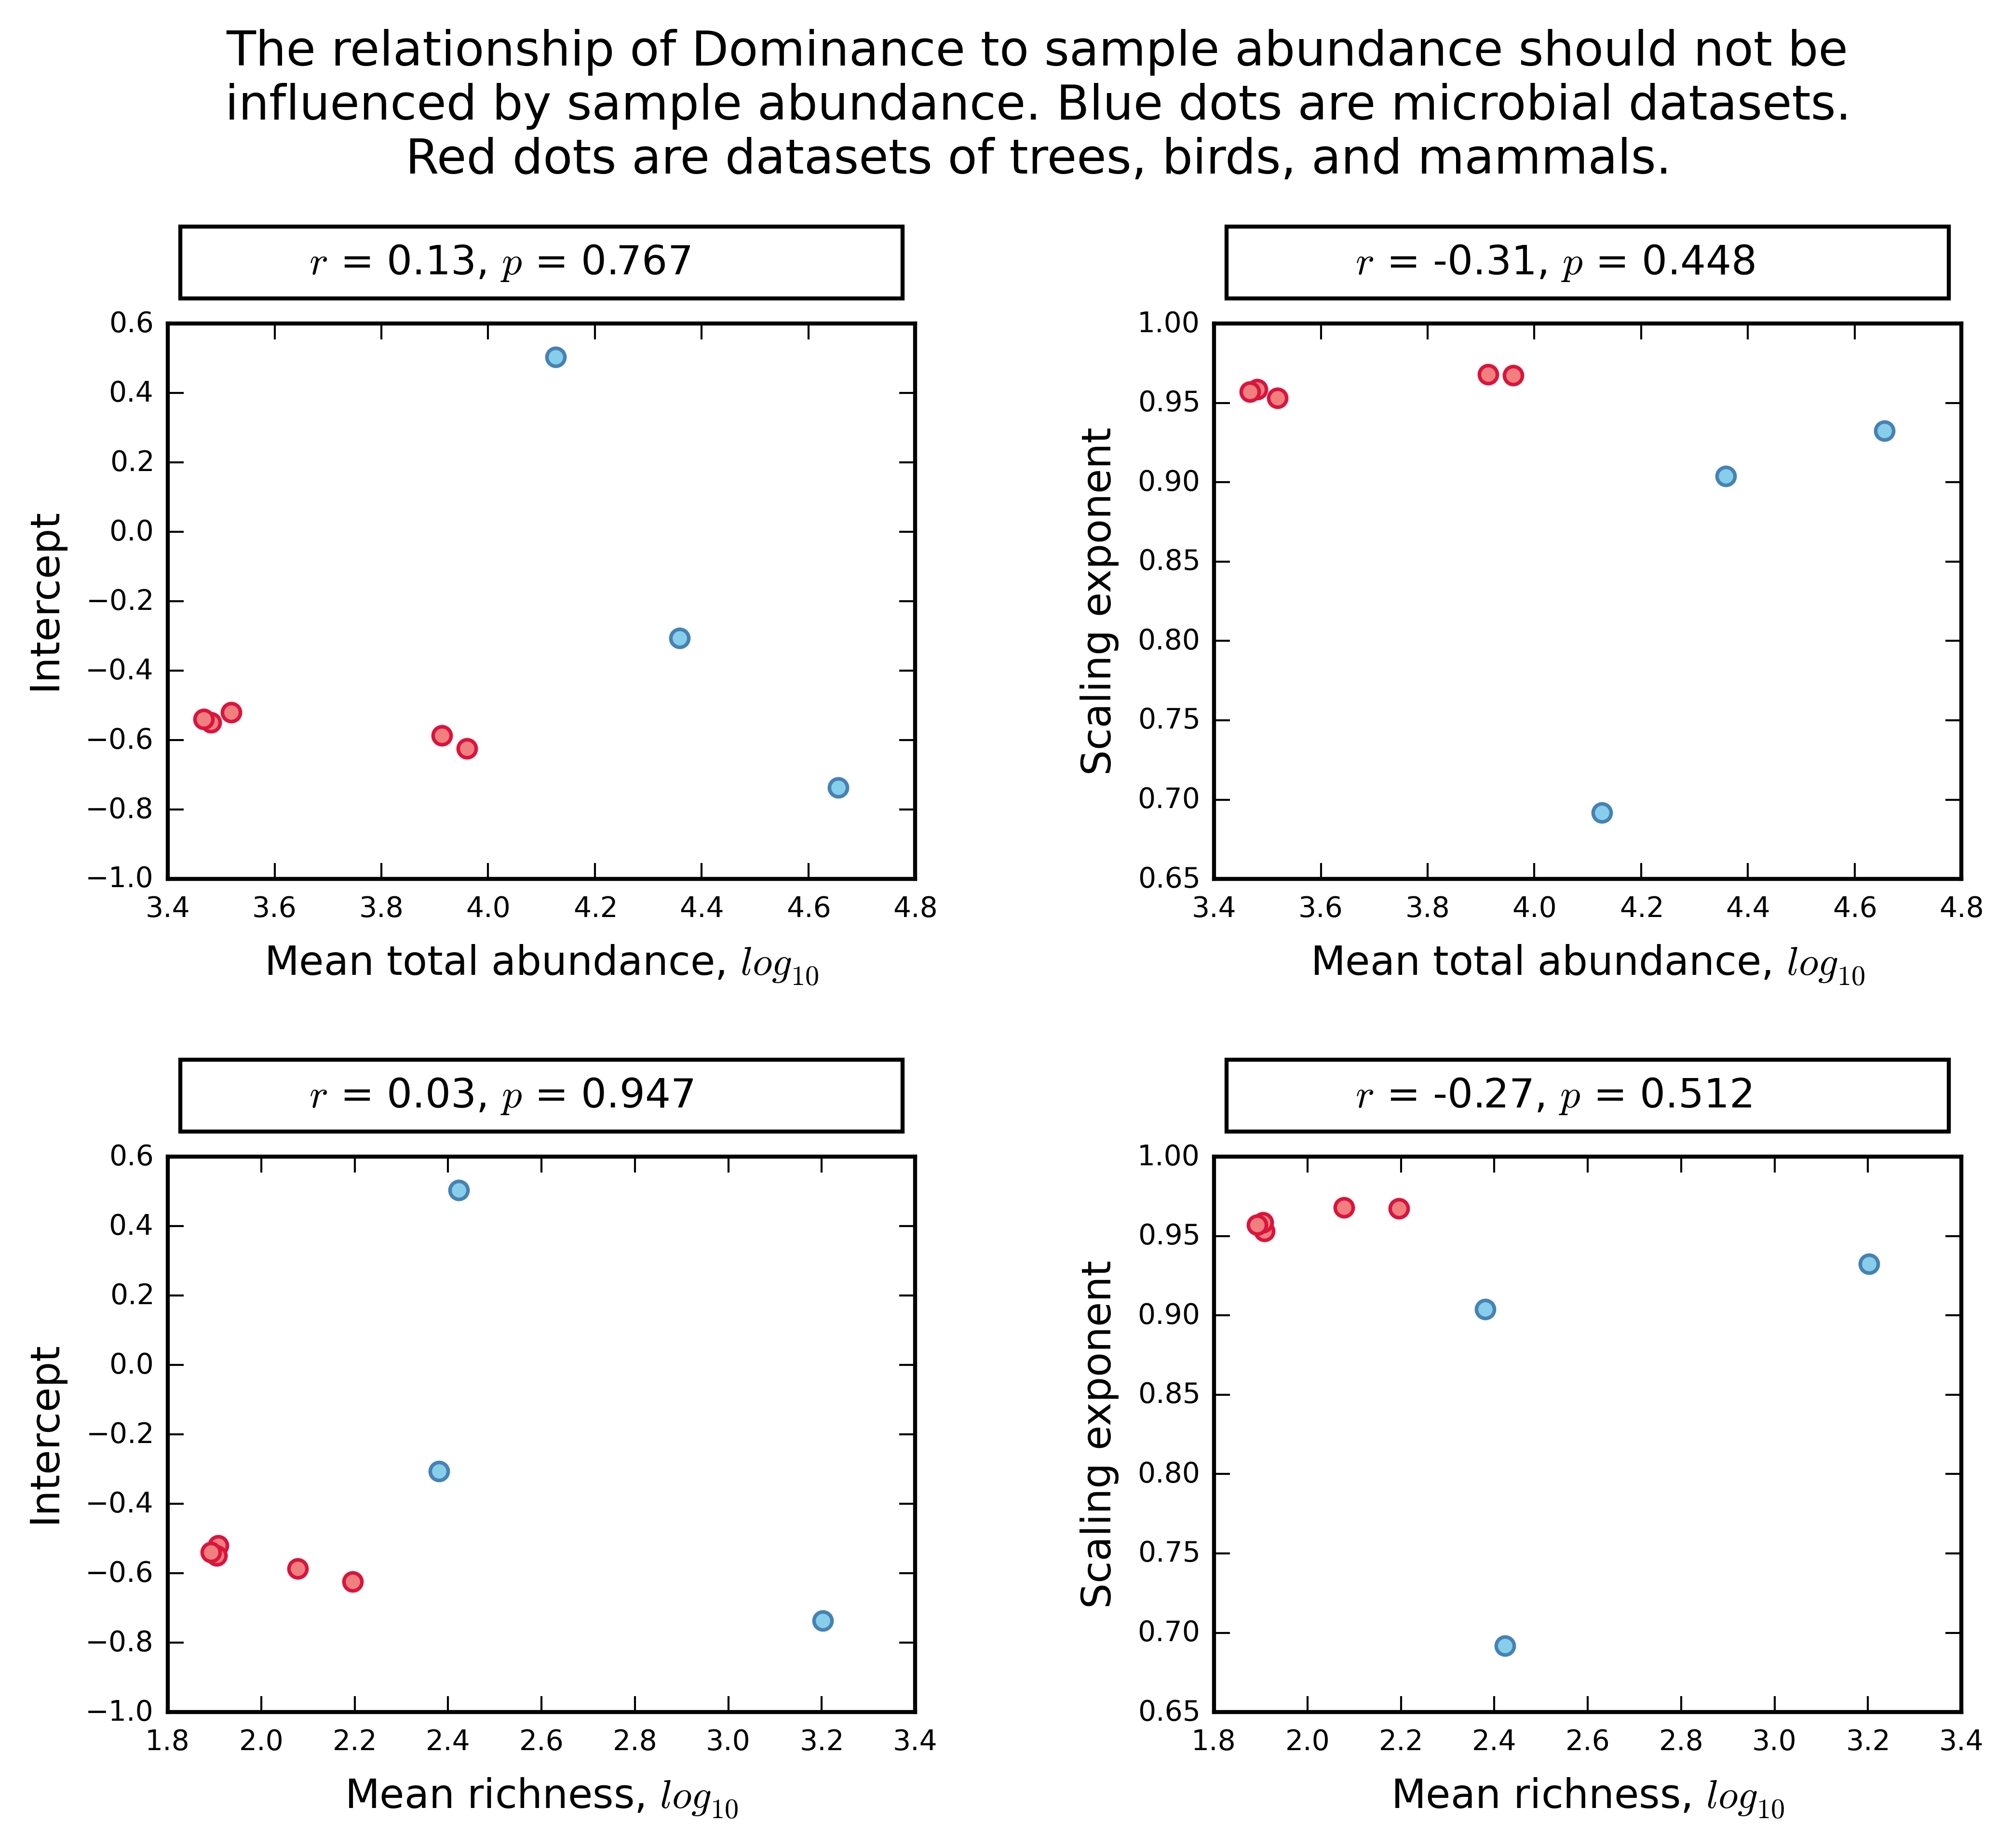 The relationship of Dominance to sample abundance should not be
influenced by sample abundance. Blue dots are microbial datasets.
Red dots are datasets of trees, birds, and mammals.
r = 0.13, p = 0.767
0.6
0.4
0.2
0.0
−0.2
−0.4
−0.6
−0.8
−1.0
Intercept
3.4 3.6 3.8 4.0 4.2 4.4 4.6 4.8
Mean total abundance, log10
r = -0.31, p = 0.448
1.00
0.95
0.90
0.85
0.80
0.75
0.70
0.65
Scaling exponent
3.4 3.6 3.8 4.0 4.2 4.4 4.6 4.8
Mean total abundance, log10
r = 0.03, p = 0.947
0.6
0.4
0.2
0.0
−0.2
−0.4
−0.6
−0.8
−1.0
Intercept
1.8 2.0 2.2 2.4 2.6 2.8 3.0 3.2 3.4
Mean richness, log10
r = -0.27, p = 0.512
1.00
0.95
0.90
0.85
0.80
0.75
0.70
0.65
Scaling exponent
1.8 2.0 2.2 2.4 2.6 2.8 3.0 3.2 3.4
Mean richness, log10